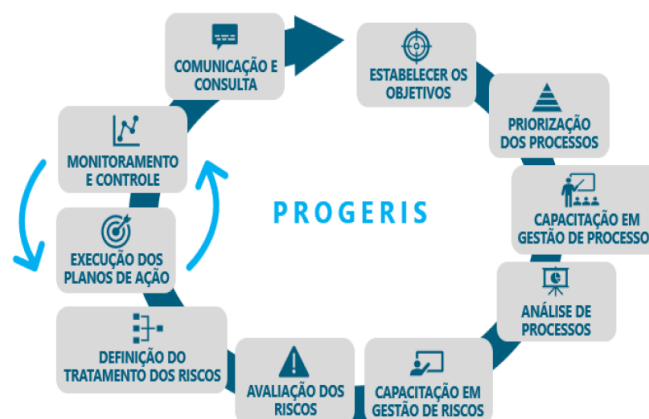 COMUNICAÇÃO E
CONSULTA
ESTABELECER OS
OBJETIVOS
PRIORIZAÇÃO
DOS PROCESSOS
CAPACITAÇÃO EM
GESTÃO DE PROCESSO
ANÁLISE DE
PROCESSOS
CAPACITAÇÃO EM
GESTÃO DE RISCOS
AVALIAÇÃO DOS
RISCOS
DEFINIÇÃO DO
TRATAMENTO DOS RISCOS
EXECUÇÃO DOS
PLANOS DE AÇÃO
MONITORAMENTO
E CONTROLE
PROGERIS